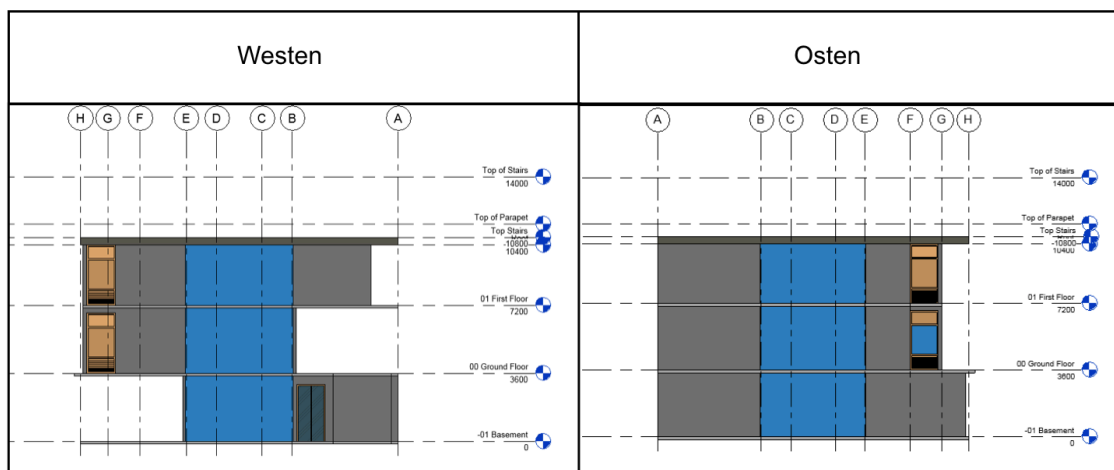 Westen
Osten
H G F E D C B A
Top of Stairs
14000
Top of Parapet
Top Stairs
10800
10400
01 First Floor
7200
00 Ground Floor
3600
-01 Basement
0
A B C D E F G H
Top of Stairs
14000
Top of Parapet
Top Stairs
10800
10400
01 First Floor
7200
00 Ground Floor
3600
-01 Basement
0